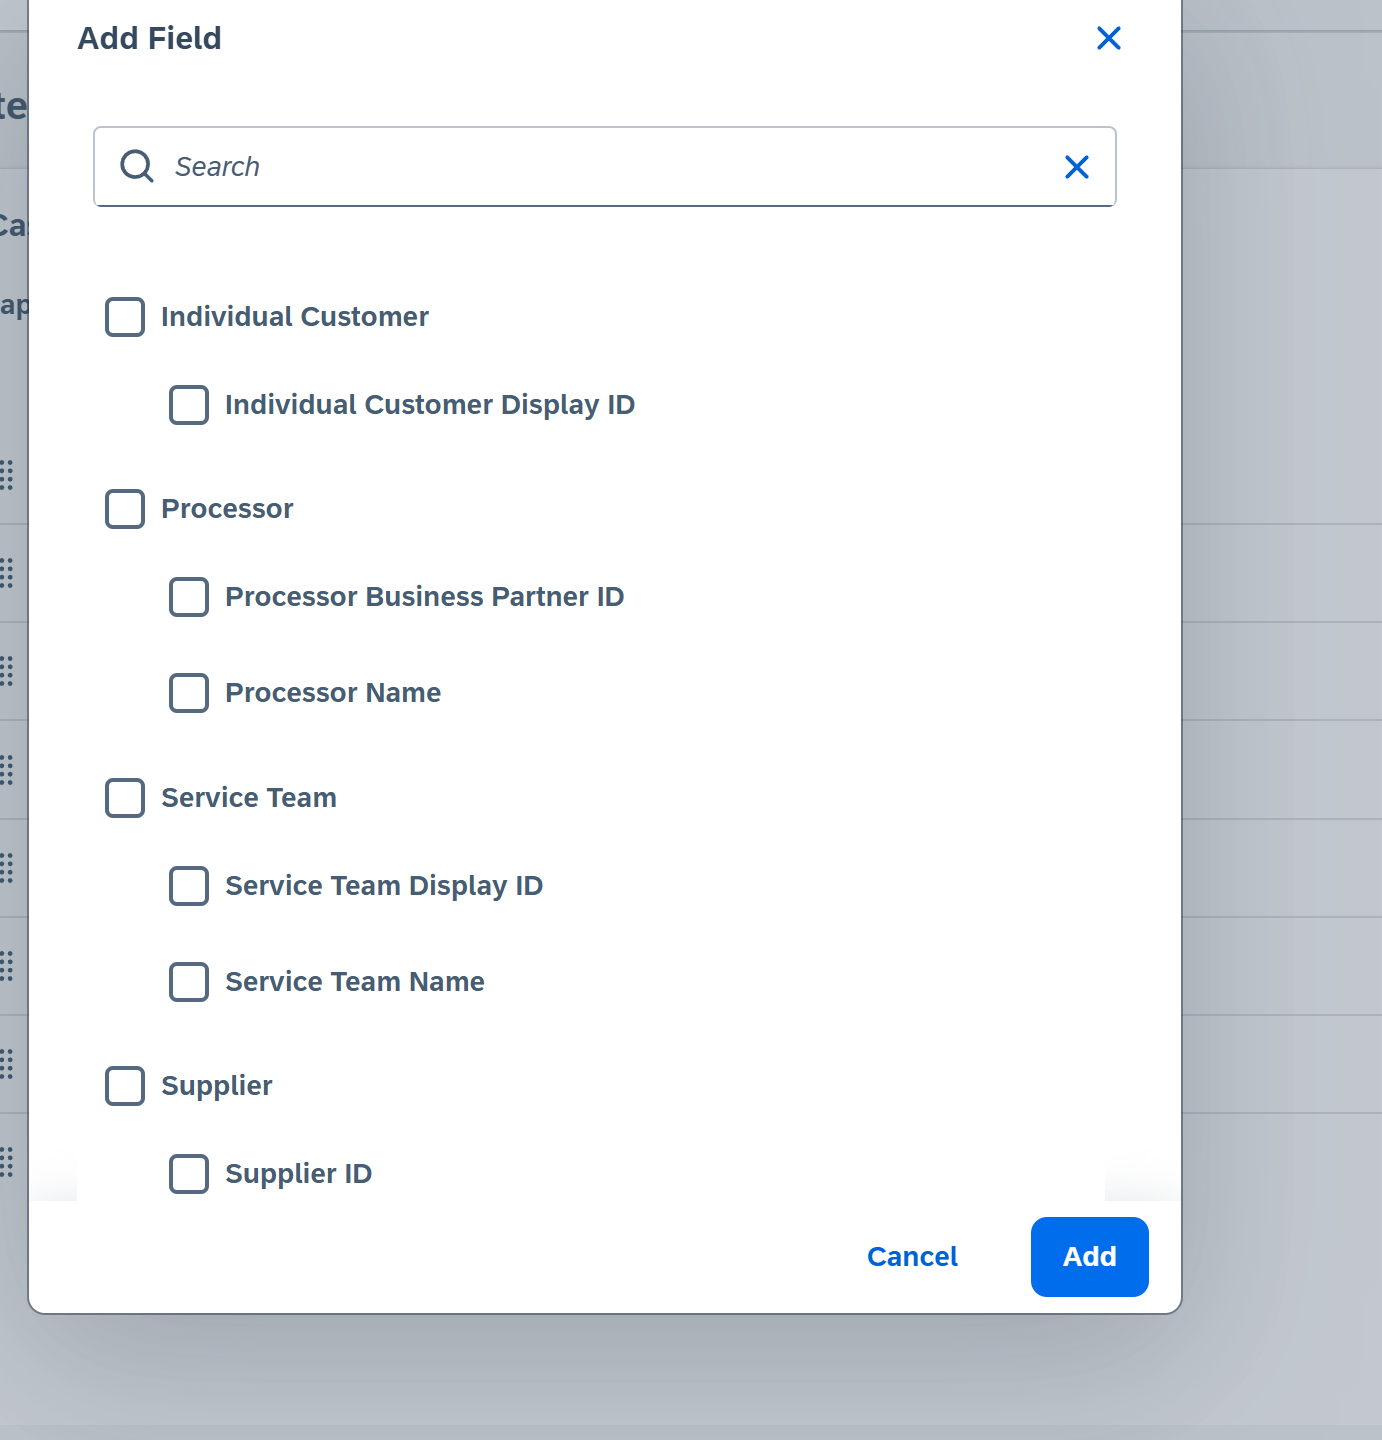 Add Field
Search
Individual Customer
Individual Customer Display ID
Processor
Processor Business Partner ID
Processor Name
Service Team
Service Team Display ID
Service Team Name
Supplier
Supplier ID
Cancel
Add